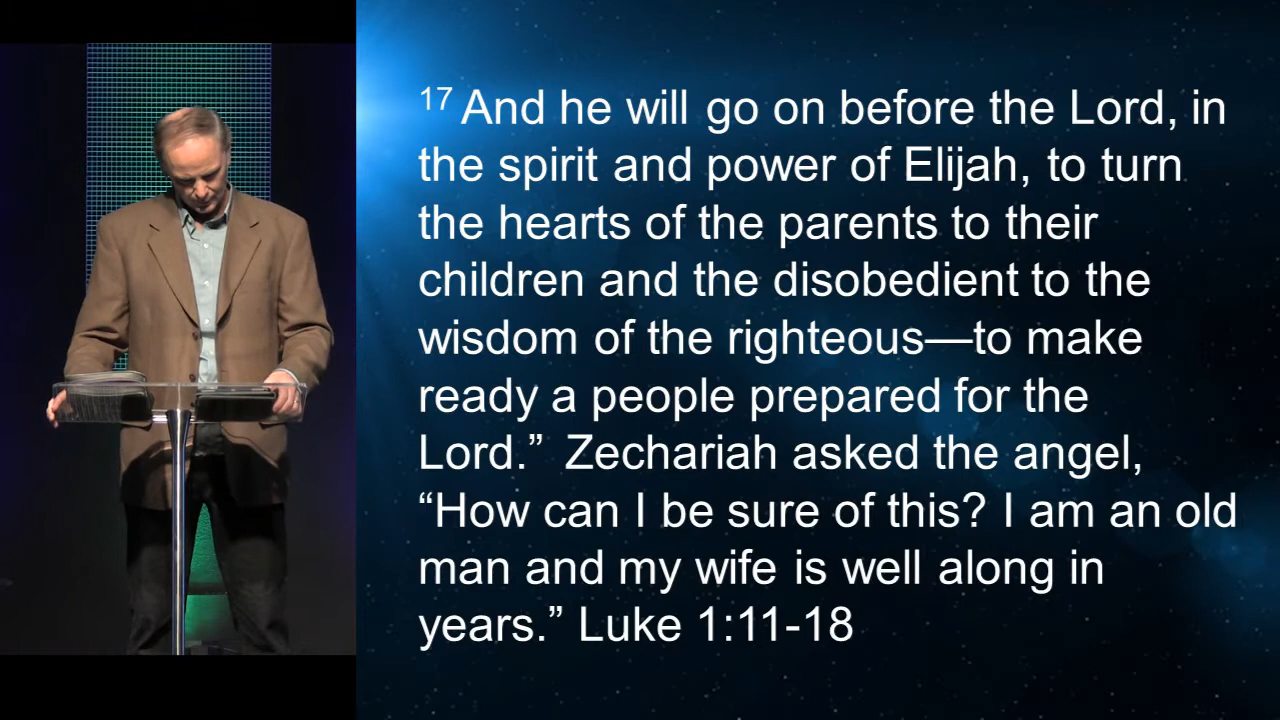 17 And he will go on before the Lord, in
the spirit and power of Elijah, to turn
the hearts of the parents to their
children and the disobedient to the
wisdom of the righteous—to make
ready a people prepared for the
Lord.” Zechariah asked the angel,
“How can I be sure of this? I am an old
man and my wife is well along in
years.” Luke 1:11-18